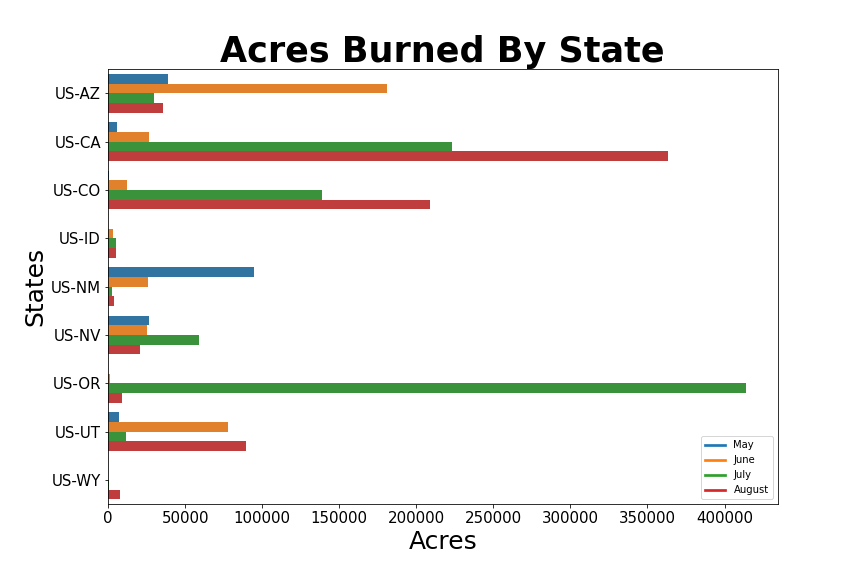 Acres Burned By State
States
US-AZ
US-CA
US-CO
US-ID
US-NM
US-NV
US-OR
US-UT
US-WY
May
June
July
August
0 50000 100000 150000 200000 250000 300000 350000 400000
Acres